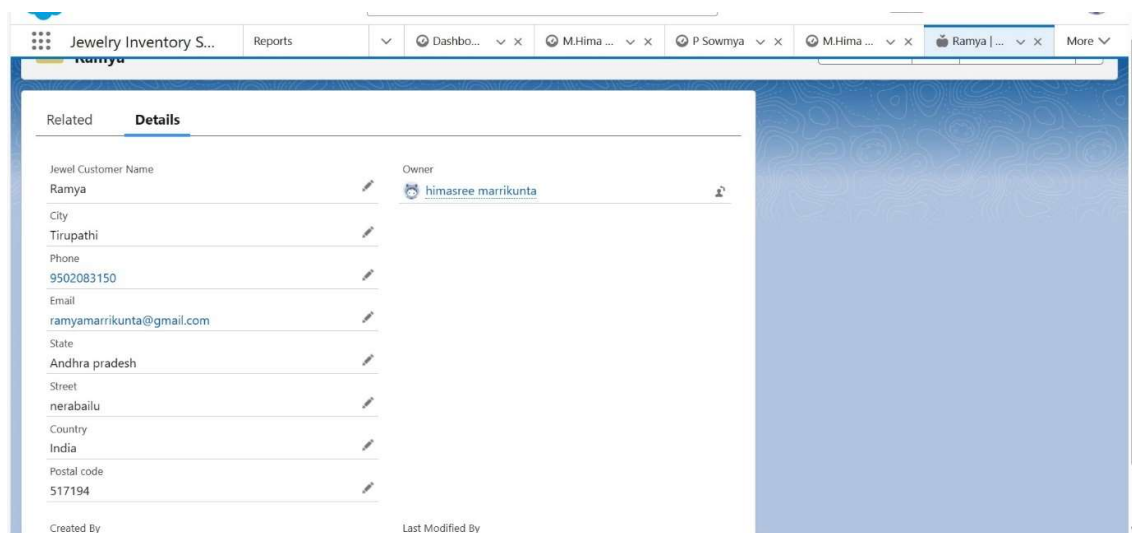 Jewelry Inventory S... Reports Dashbo... M.Hima ... P Sowmya M.Hima ... Ramya | ... More
Ramya
Related Details
Jewel Customer Name Owner
Ramya himasree marrikunta
City
Tirupathi
Phone
9502083150
Email
ramyamarrikunta@gmail.com
State
Andhra pradesh
Street
nerabailu
Country
India
Postal code
517194
Created By Last Modified By